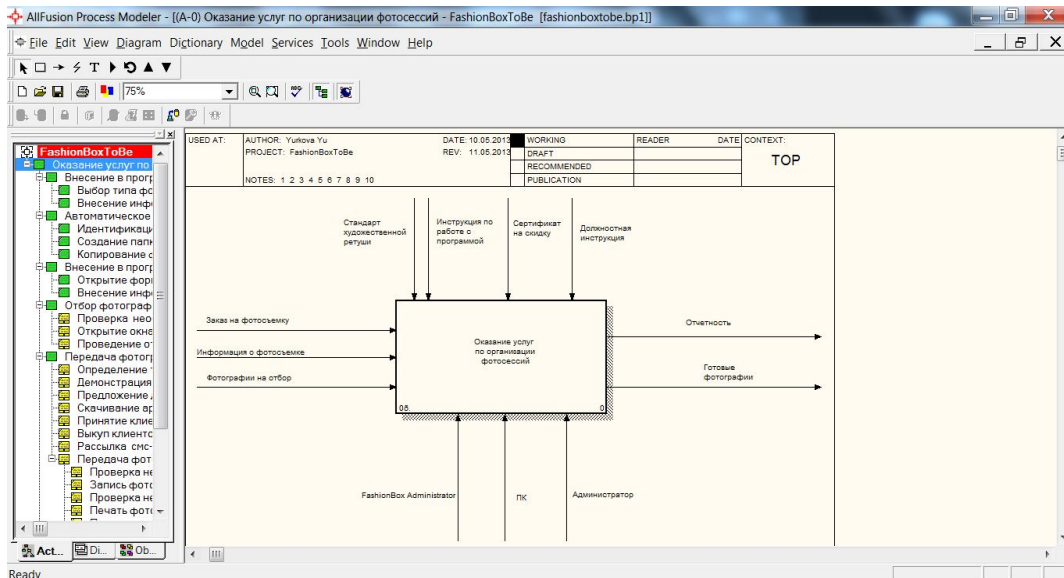 AllFusion Process Modeler - [(A-0) Оказание услуг по организации фотосессий - FashionBoxToBe [fashionboxtobe.bp1]]
File Edit View Diagram Dictionary Model Services Tools Window Help
75%
FashionBoxToBe
Оказание услуг по
Внесение в прогр
Выбор типа фо
Внесение инфо
Автоматическое
Идентификаци
Создание папк
Копирование с
Внесение в прогр
Открытие форм
Внесение инфо
Отбор фотограф
Проверка нео
Открытие окна
Проведение от
Передача фотогр
Определение
Демонстрация
Предложение
Скачивание ар
Принятие клие
Выкуп клиенто
Рассылка смс-
Передача фот
Проверка не
Запись фото
Проверка не
Печать фото
Act... Di... Ob...
Ready
USED AT: AUTHOR: Yurkova Yu DATE: 10.05.2013 WORKING READER DATE CONTEXT:
PROJECT: FashionBoxToBe REV: 11.05.2013 DRAFT
TOP
RECOMMENDED
NOTES: 1 2 3 4 5 6 7 8 9 10 PUBLICATION
Стандарт
художественной
ретуши
Инструкция по
работе с
программой
Сертификат
на скидку
Должностная
инструкция
Заказ на фотосъемку
Информация о фотосъемке
Фотографии на отбор
Оказание услуг
по организации
фотосессий
08. 0
Отчетность
Готовые
фотографии
FashionBox Administrator
ПК
Администратор